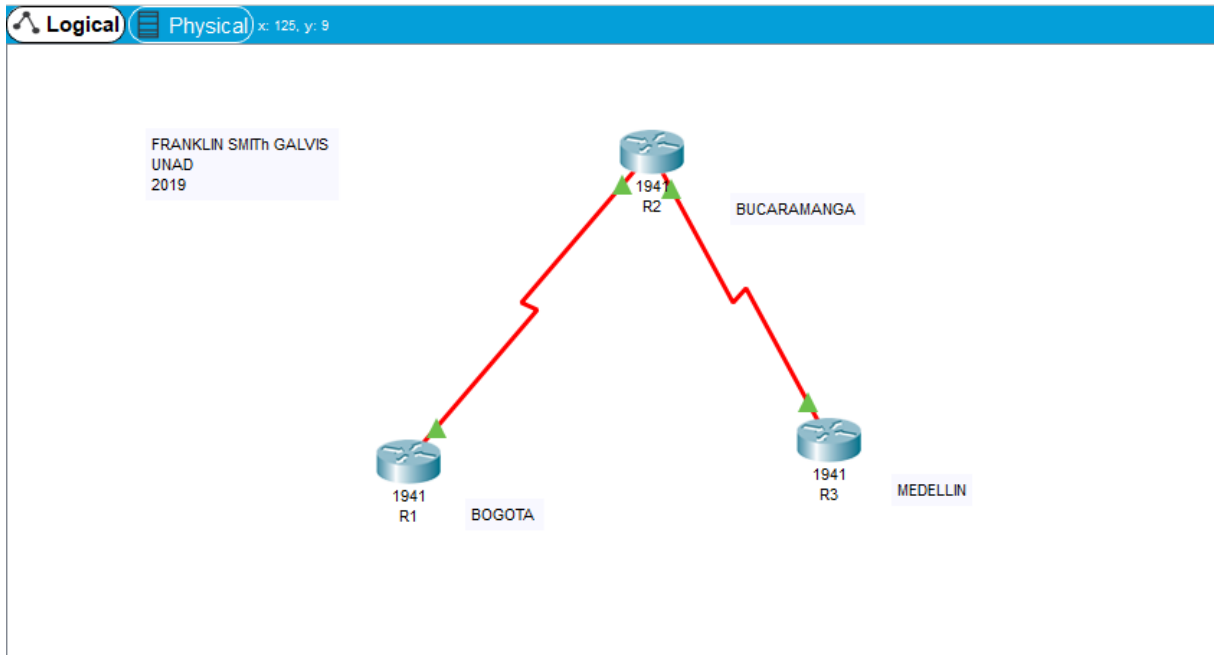 Logical Physical x: 125, y: 9
FRANKLIN SMITh GALVIS
UNAD
2019
1941
R2
BUCARAMANGA
1941
R1
BOGOTA
1941
R3
MEDELLIN